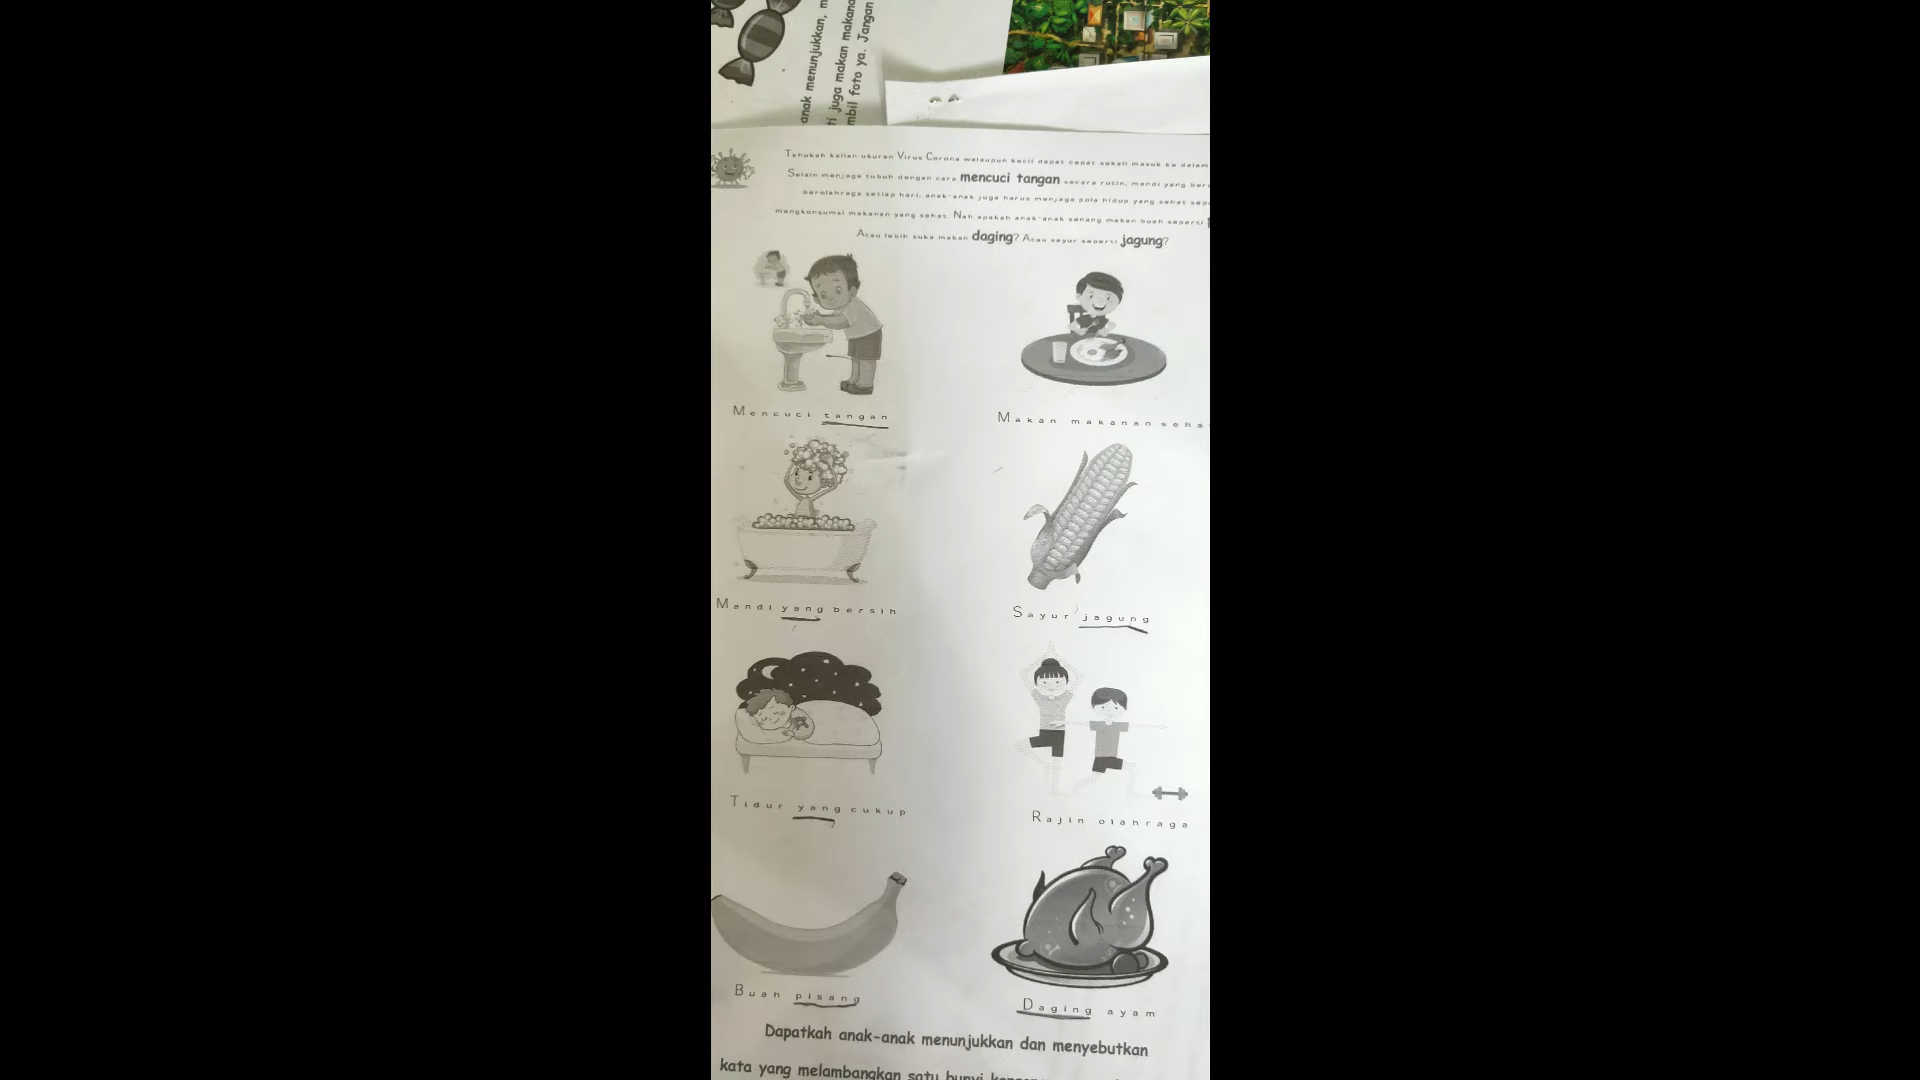 anak menunjukkan, m
ti juga makan makana
mbil foto ya. Jangan
Tahukah kalian ukuran Virus Corona walaupun kecil dapat cepat sekali masuk ke dalam
Selain menjaga tubuh dengan cara mencuci tangan secara rutin, mandi yang ber
berolahraga setiap hari, anak-anak juga harus menjaga pola hidup yang sehat sepe
mengkonsumsi makanan yang sehat. Nah apakah anak-anak senang makan buah seperti
Atau lebih suka makan daging? Atau sayur seperti jagung?
Mencuci tangan
Makan makanan seha
Mandi yang bersih
Sayur jagung
Tidur yang cukup
Rajin olahraga
Buah pisang
Daging ayam
Dapatkah anak-anak menunjukkan dan menyebutkan
kata yang melambangkan satu bunyi